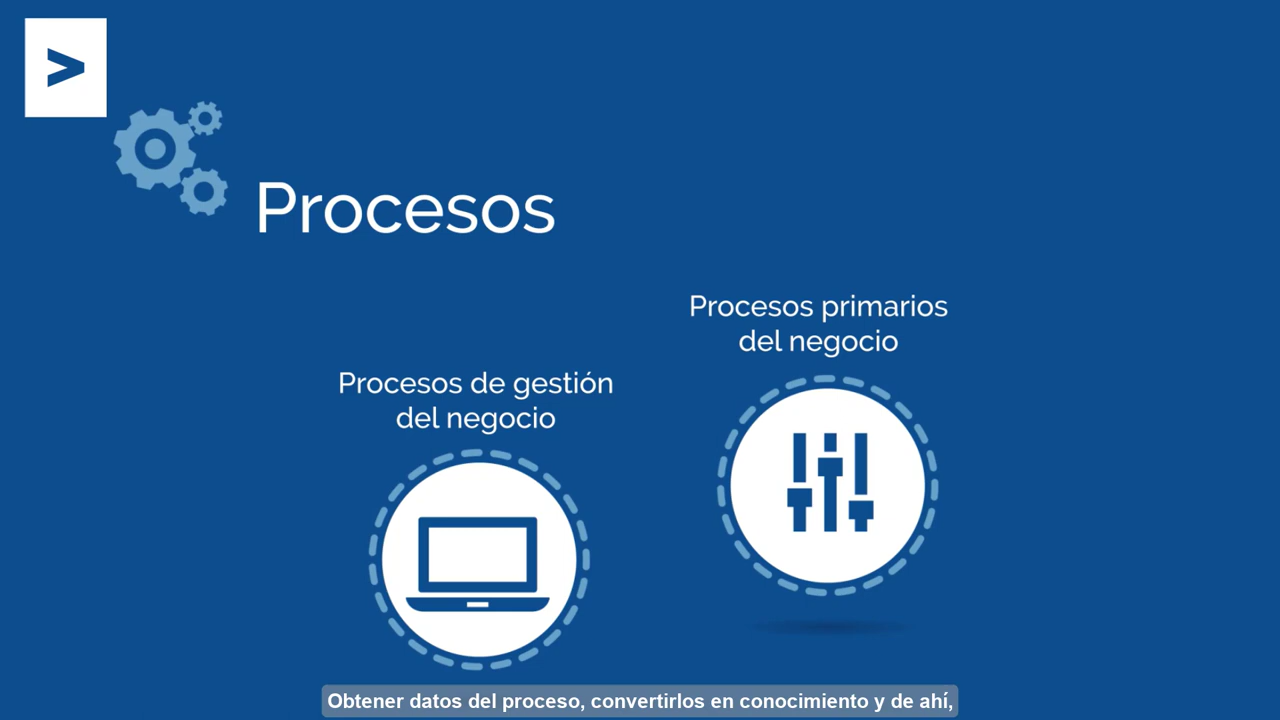 Procesos
Procesos primarios
del negocio
Procesos de gestión
del negocio
Obtener datos del proceso, convertirlos en conocimiento y de ahí,